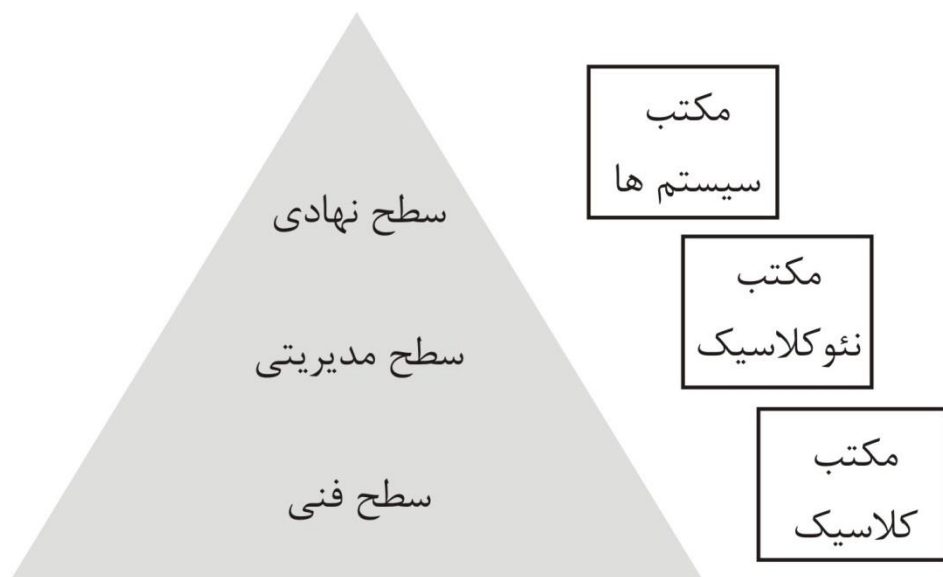 مکتب
سیستم ها
سطح نهادی
مکتب
نئوکلاسیک
سطح مدیریتی
مکتب
کلاسیک
سطح فنی